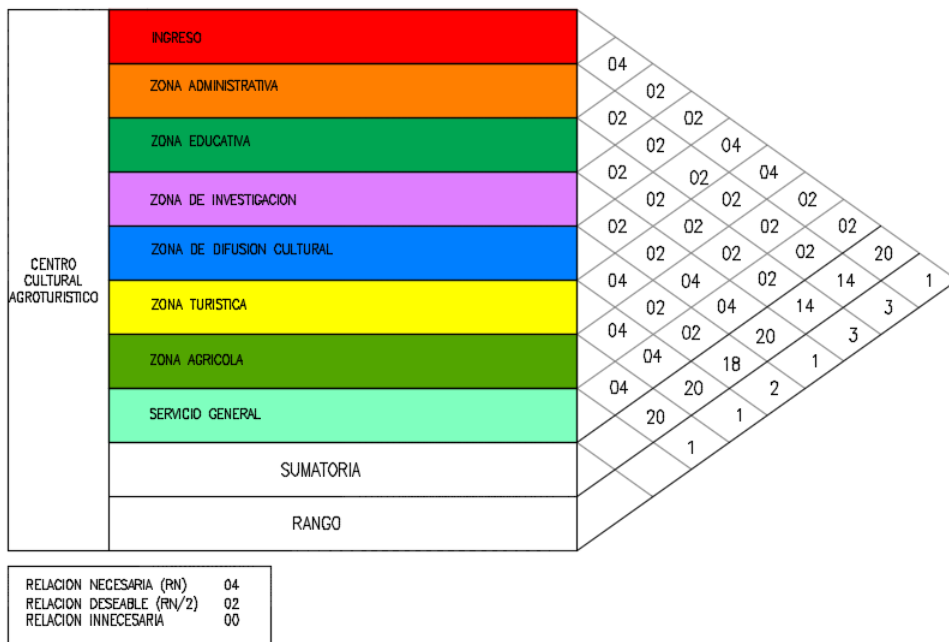 INGRESO
04
ZONA ADMINISTRATIVA
02
02 02
ZONA EDUCATIVA
02 04
02 02 04
ZONA DE INVESTIGACION
02 02 02
02 02 02 02
ZONA DE DIFUSION CULTURAL
02 02 02 20
CENTRO
CULTURAL
AGROTURISTICO
04 04 02 14 1
ZONA TURISTICA
02 04 14 3
04 02 20 3
ZONA AGRICOLA
04 18 1
04 20 2
SERVICIO GENERAL
20 1
1
SUMATORIA
RANGO
RELACION NECESARIA (RN) 04
RELACION DESEABLE (RN/2) 02
RELACION INNECESARIA 00